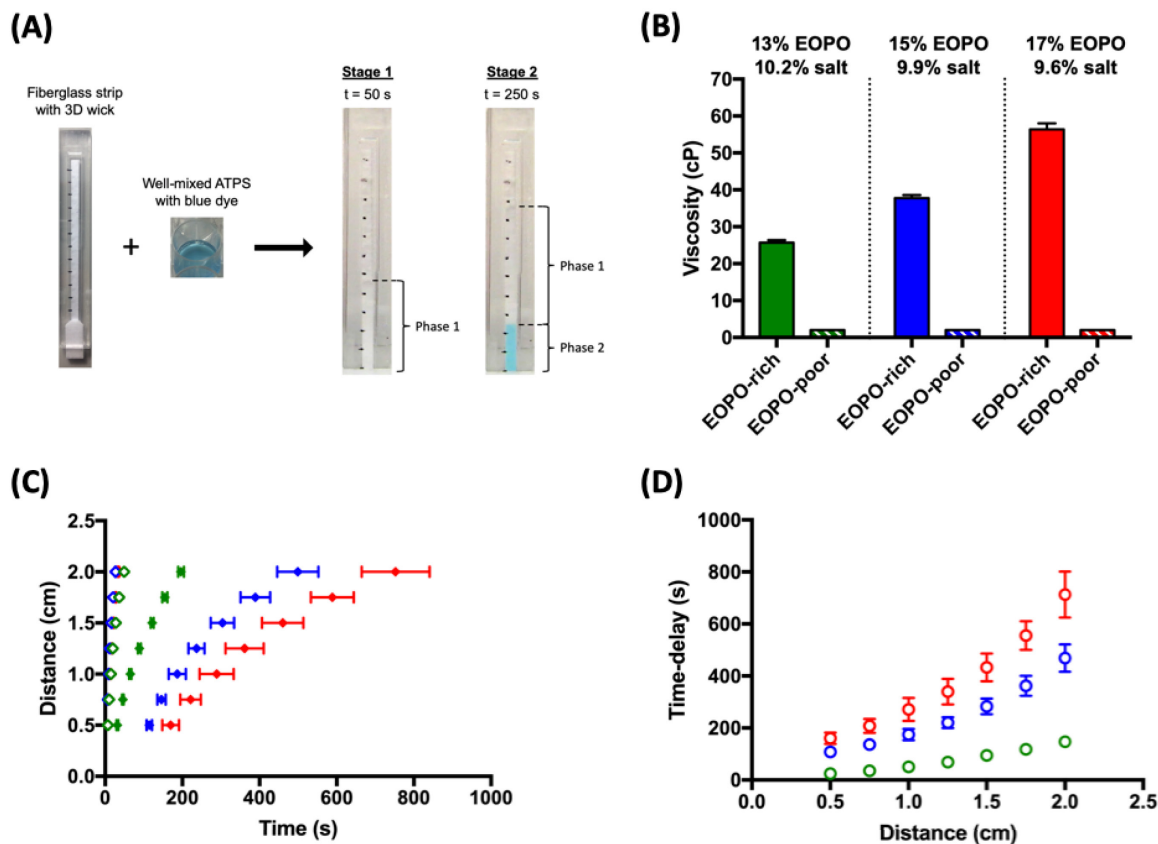 (A)
Fiberglass strip
with 3D wick
+
Well-mixed ATPS
with blue dye
Stage 1
t = 50 s
Phase 1
Stage 2
t = 250 s
Phase 1
Phase 2
(B)
13% EOPO
10.2% salt
15% EOPO
9.9% salt
17% EOPO
9.6% salt
Viscosity (cP)
70
60
50
40
30
20
10
0
EOPO-rich
EOPO-poor
EOPO-rich
EOPO-poor
EOPO-rich
EOPO-poor
(C)
Distance (cm)
2.5
2.0
1.5
1.0
0.5
0.0
0 200 400 600 800 1000
Time (s)
(D)
Time-delay (s)
1000
800
600
400
200
0
0.0 0.5 1.0 1.5 2.0 2.5
Distance (cm)